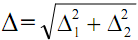 Δ = √(Δ₁² + Δ₂²)